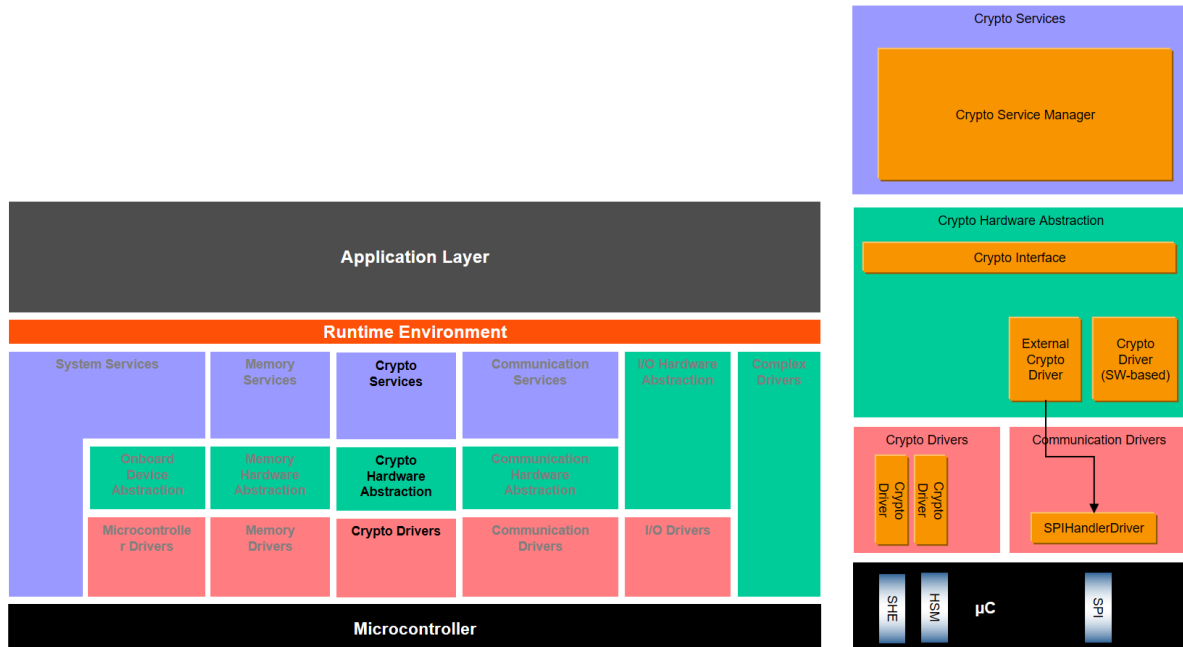 Application Layer
Runtime Environment
System Services
Memory
Services
Crypto
Services
Communication
Services
I/O Hardware
Abstraction
Complex
Drivers
Onboard
Device
Abstraction
Memory
Hardware
Abstraction
Crypto
Hardware
Abstraction
Communication
Hardware
Abstraction
Microcontrolle
r Drivers
Memory
Drivers
Crypto Drivers
Communication
Drivers
I/O Drivers
Microcontroller
Crypto Services
Crypto Service Manager
Crypto Hardware Abstraction
Crypto Interface
External
Crypto
Driver
Crypto
Driver
(SW-based)
Crypto Drivers
Crypto
Driver
Crypto
Driver
Communication Drivers
SPIHandlerDriver
SHE
HSM
µC
SPI